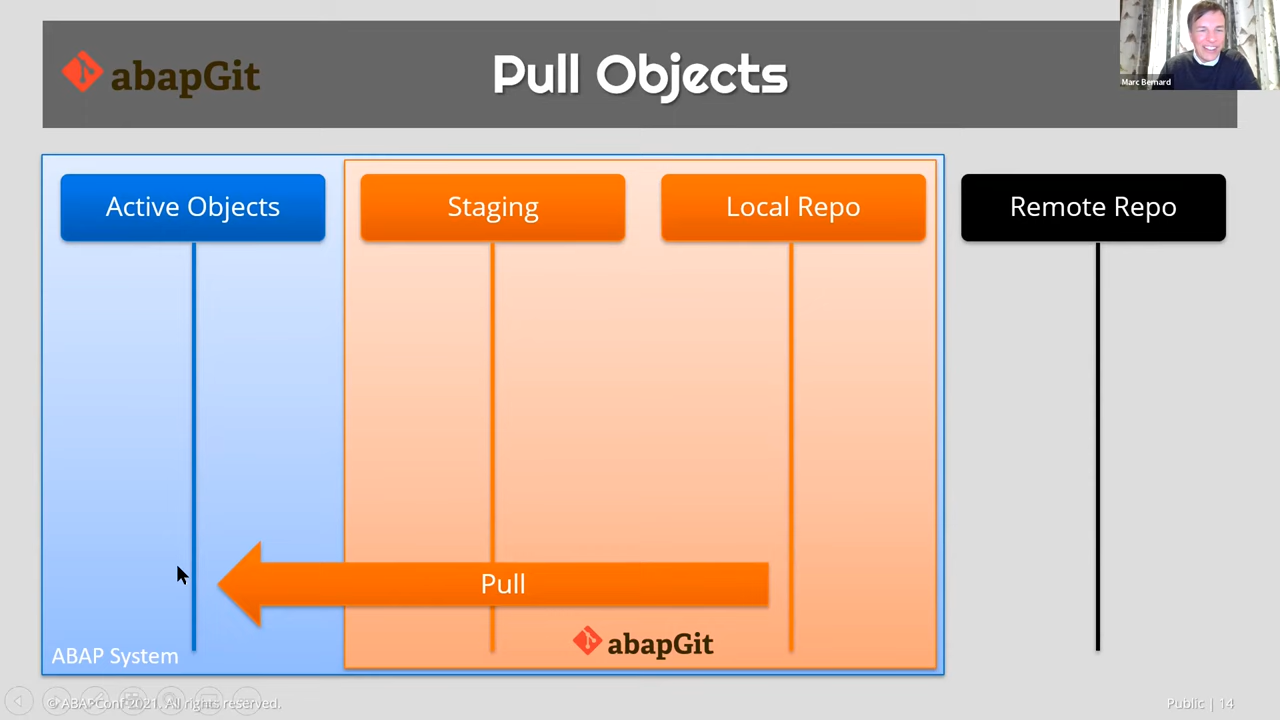 abapGit
Pull Objects
Marc Bernard
Active Objects
Staging
Local Repo
Remote Repo
Pull
abapGit
ABAP System
© ABAPConf 2021. All rights reserved.
Public | 14